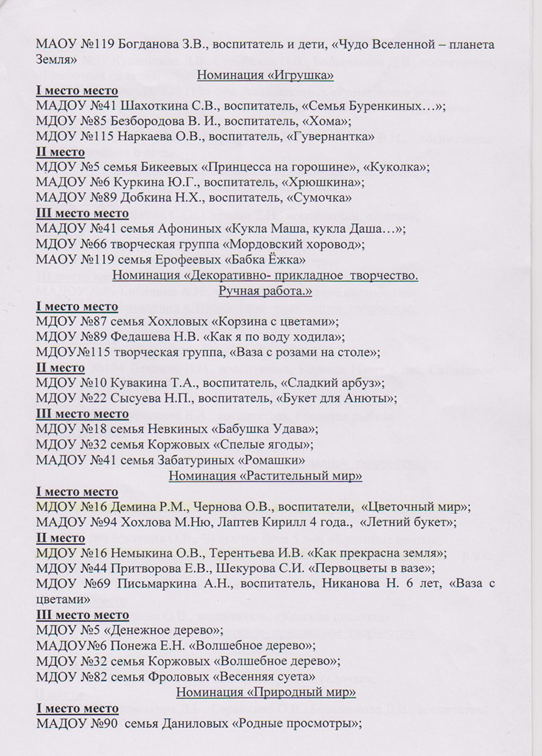 МАОУ №119 Богданова З.В., воспитатель и дети, «Чудо Вселенной – планета
Земля»
Номинация «Игрушка»
I место место
МАДОУ №41 Шахоткина С.В., воспитатель, «Семья Буренкиных…»;
МДОУ №85 Безбородова В. И., воспитатель, «Хома»;
МДОУ №115 Наркаева О.В., воспитатель, «Гувернантка»
II место
МДОУ №5 семья Бикеевых «Принцесса на горошине», «Куколка»;
МАДОУ №6 Куркина Ю.Г., воспитатель, «Хрюшкина»;
МАДОУ №89 Добкина Н.Х., воспитатель, «Сумочка»
III место место
МАДОУ №41 семья Афониных «Кукла Маша, кукла Даша…»;
МДОУ №66 творческая группа «Мордовский хоровод»;
МАОУ №119 семья Ерофеевых «Бабка Ёжка»
Номинация «Декоративно- прикладное творчество.
Ручная работа.»
I место место
МДОУ №87 семья Хохловых «Корзина с цветами»;
МДОУ №89 Федашева Н.В. «Как я по воду ходила»;
МДОУ№115 творческая группа, «Ваза с розами на столе»;
II место
МДОУ №10 Кувакина Т.А., воспитатель, «Сладкий арбуз»;
МДОУ №22 Сысуева Н.П., воспитатель, «Букет для Анюты»;
III место место
МДОУ №18 семья Невкиных «Бабушка Удава»;
МДОУ №32 семья Коржовых «Спелые ягоды»;
МАДОУ №41 семья Забатуриных «Ромашки»
Номинация «Растительный мир»
I место место
МДОУ №16 Демина Р.М., Чернова О.В., воспитатели, «Цветочный мир»;
МАДОУ №94 Хохлова М.Ню, Лаптев Кирилл 4 года., «Летний букет»;
II место
МДОУ №16 Немыкина О.В., Терентьева И.В. «Как прекрасна земля»;
МДОУ №44 Притворова Е.В., Шекурова С.И. «Первоцветы в вазе»;
МДОУ №69 Письмаркина А.Н., воспитатель, Никанова Н. 6 лет, «Ваза с
цветами»
III место место
МДОУ №5 «Денежное дерево»;
МАДОУ№6 Понежа Е.Н. «Волшебное дерево»;
МДОУ №32 семья Коржовых «Волшебное дерево»;
МДОУ №82 семья Фроловых «Весенняя суета»
Номинация «Природный мир»
I место место
МАДОУ №90 семья Даниловых «Родные просмотры»;